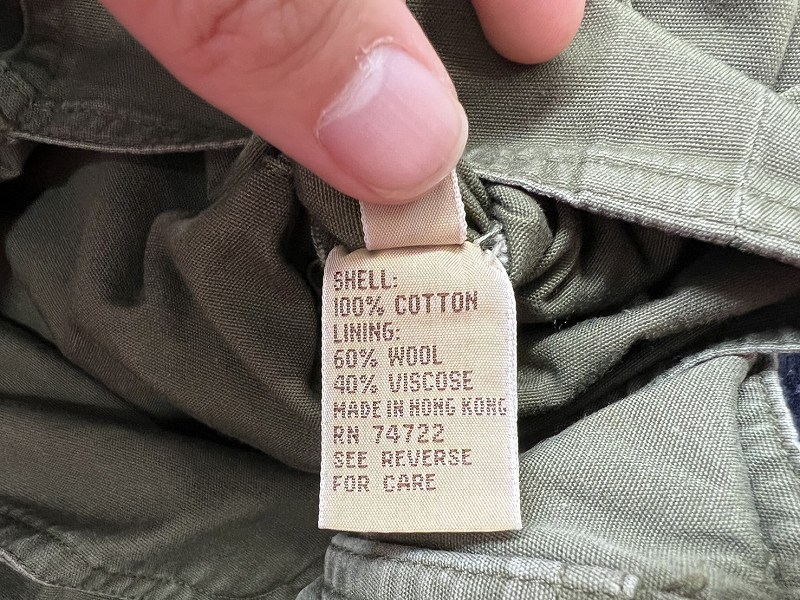 SHELL:
100% COTTON
LINING:
60% WOOL
40% VISCOSE
MADE IN HONG KONG
RN 74722
SEE REVERSE
FOR CARE